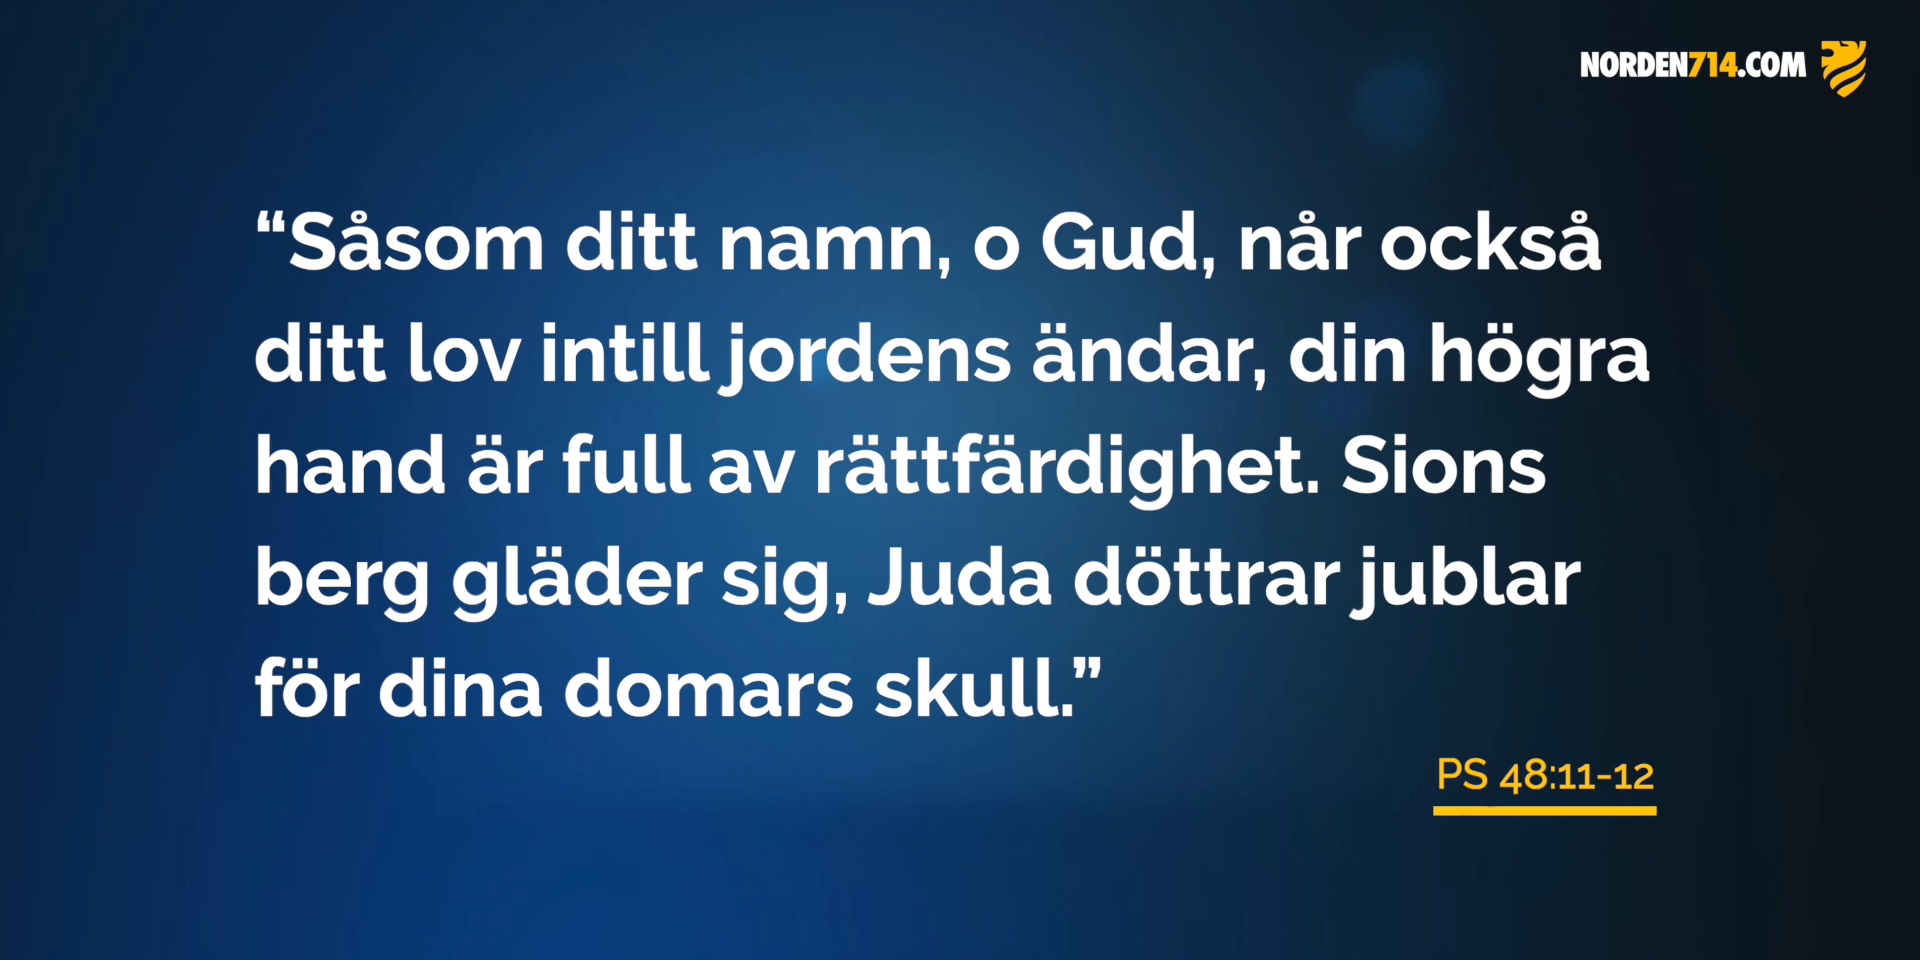 NORDEN714.COM
“Såsom ditt namn, o Gud, når också
ditt lov intill jordens ändar, din högra
hand är full av rättfärdighet. Sions
berg gläder sig, Juda döttrar jublar
för dina domars skull.”
PS 48:11-12